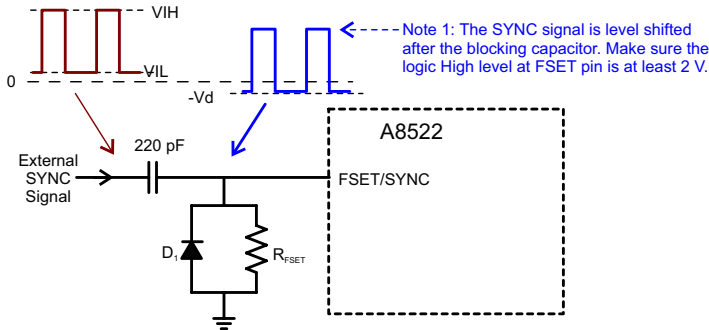 VIH
VIL
0
-Vd
Note 1: The SYNC signal is level shifted
after the blocking capacitor. Make sure the
logic High level at FSET pin is at least 2 V.
A8522
220 pF
External
SYNC
Signal
FSET/SYNC
D1
RFSET